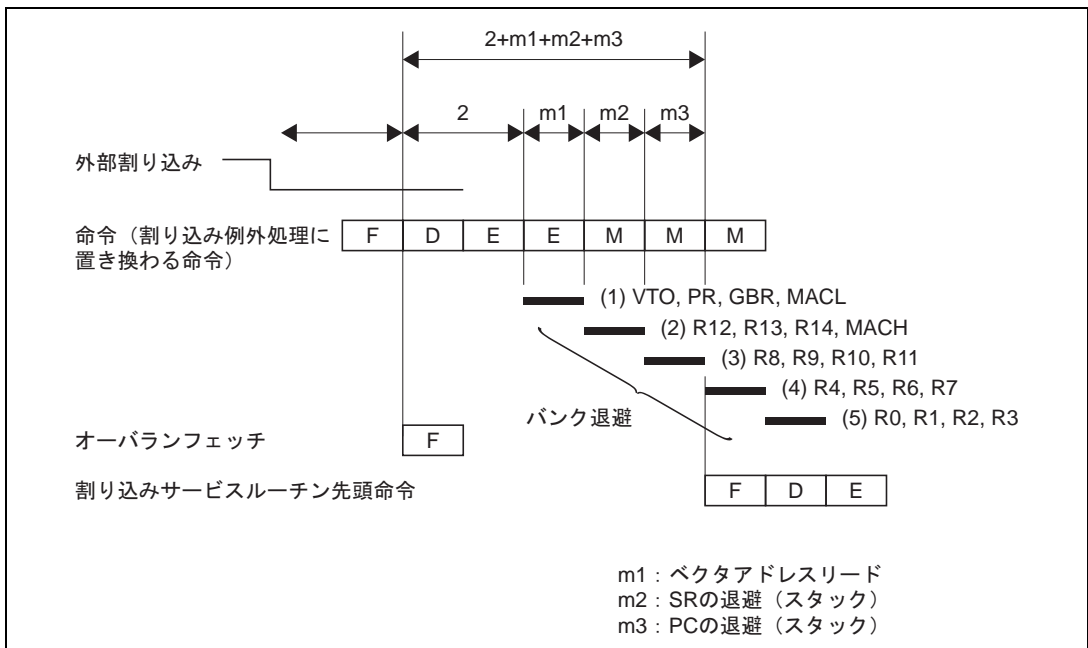 2+m1+m2+m3
2 m1 m2 m3
外部割り込み
命令（割り込み例外処理に
置き換わる命令）
F D E E M M M
(1) VTO, PR, GBR, MACL
(2) R12, R13, R14, MACH
(3) R8, R9, R10, R11
(4) R4, R5, R6, R7
(5) R0, R1, R2, R3
バンク退避
オーバランフェッチ
F
割り込みサービスルーチン先頭命令
F D E
m1：ベクタアドレスリード
m2：SRの退避（スタック）
m3：PCの退避（スタック）